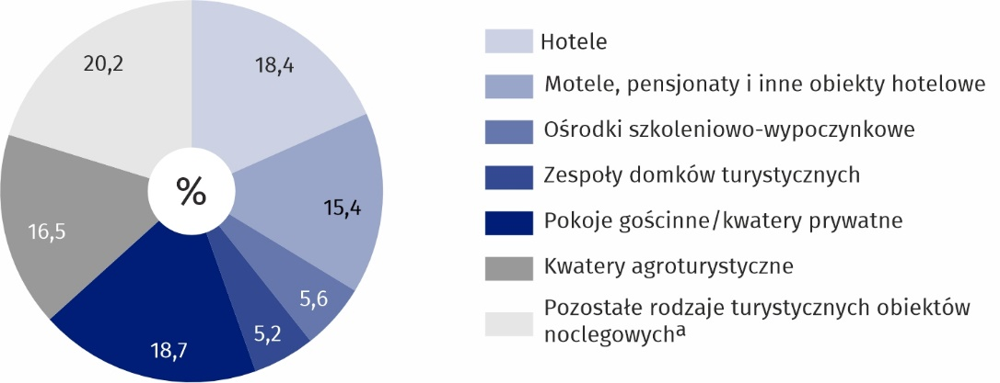 20,2
18,4
%
15,4
16,5
5,6
5,2
18,7
Hotele
Motele, pensjonaty i inne obiekty hotelowe
Ośrodki szkoleniowo-wypoczynkowe
Zespoły domków turystycznych
Pokoje gościnne/kwatery prywatne
Kwatery agroturystyczne
Pozostałe rodzaje turystycznych obiektów
noclegowychª